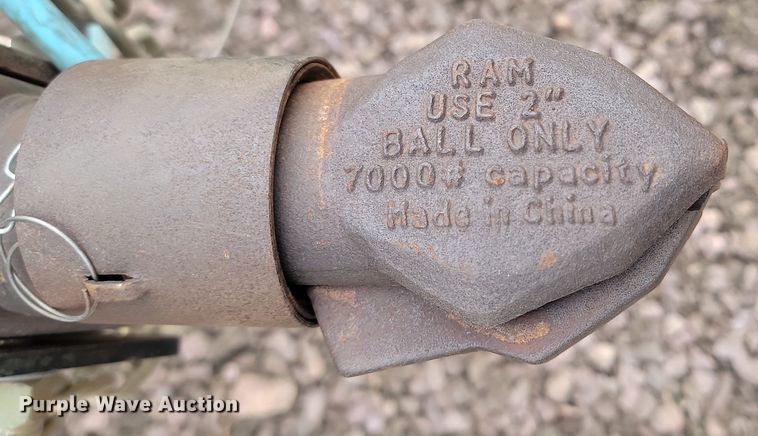 RAM
USE 2"
BALL ONLY
7000# capacity
Made in China
Purple Wave Auction